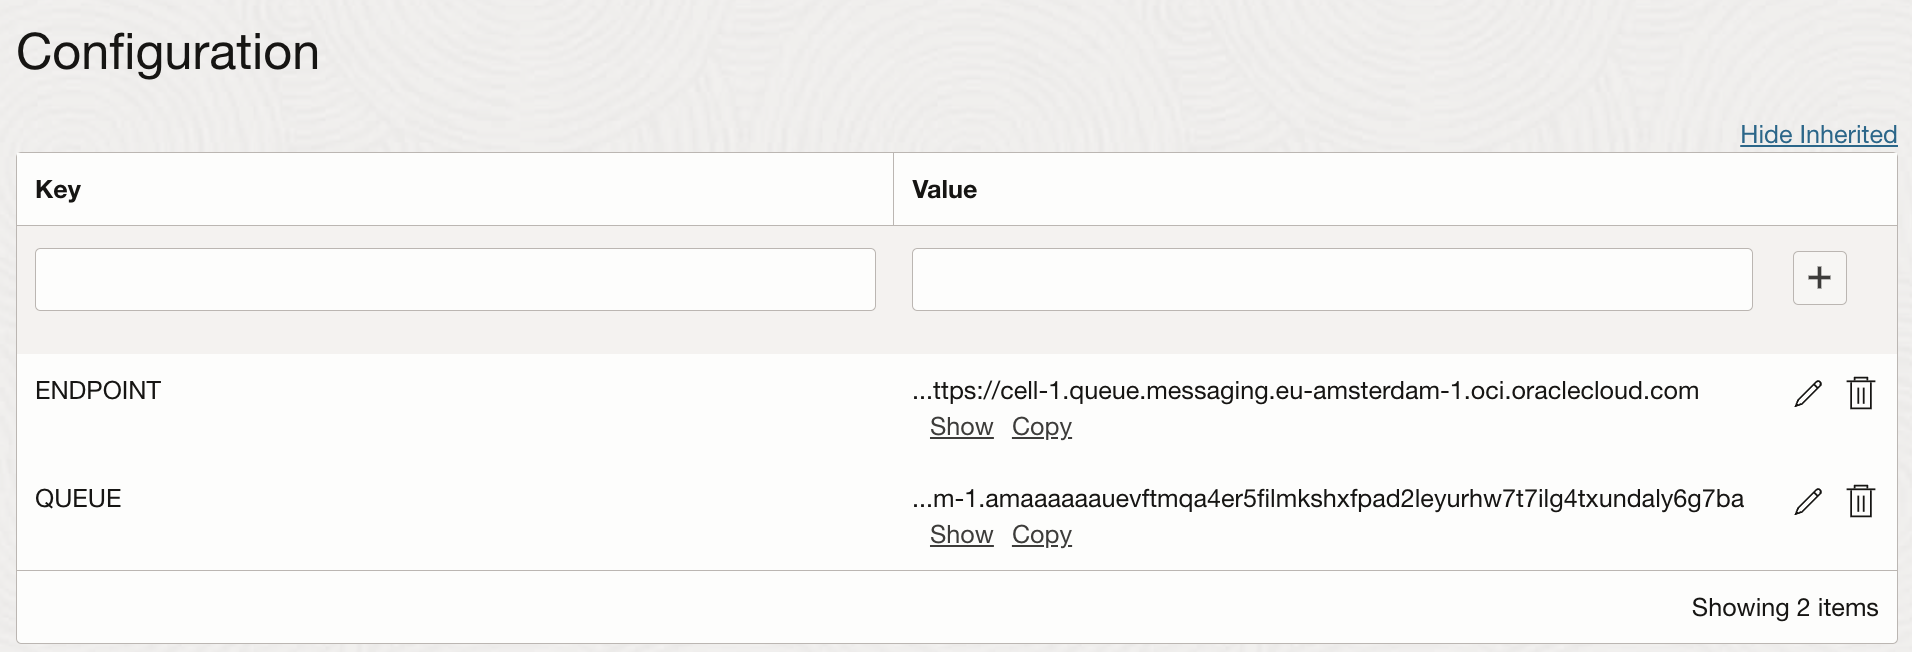 Configuration
Hide Inherited
Key Value
ENDPOINT ...ttps://cell-1.queue.messaging.eu-amsterdam-1.oci.oraclecloud.com
Show Copy
QUEUE ...m-1.amaaaaaauevftmqa4er5filmkshxfpad2leyurhw7t7ilg4txundaly6g7ba
Show Copy
Showing 2 items